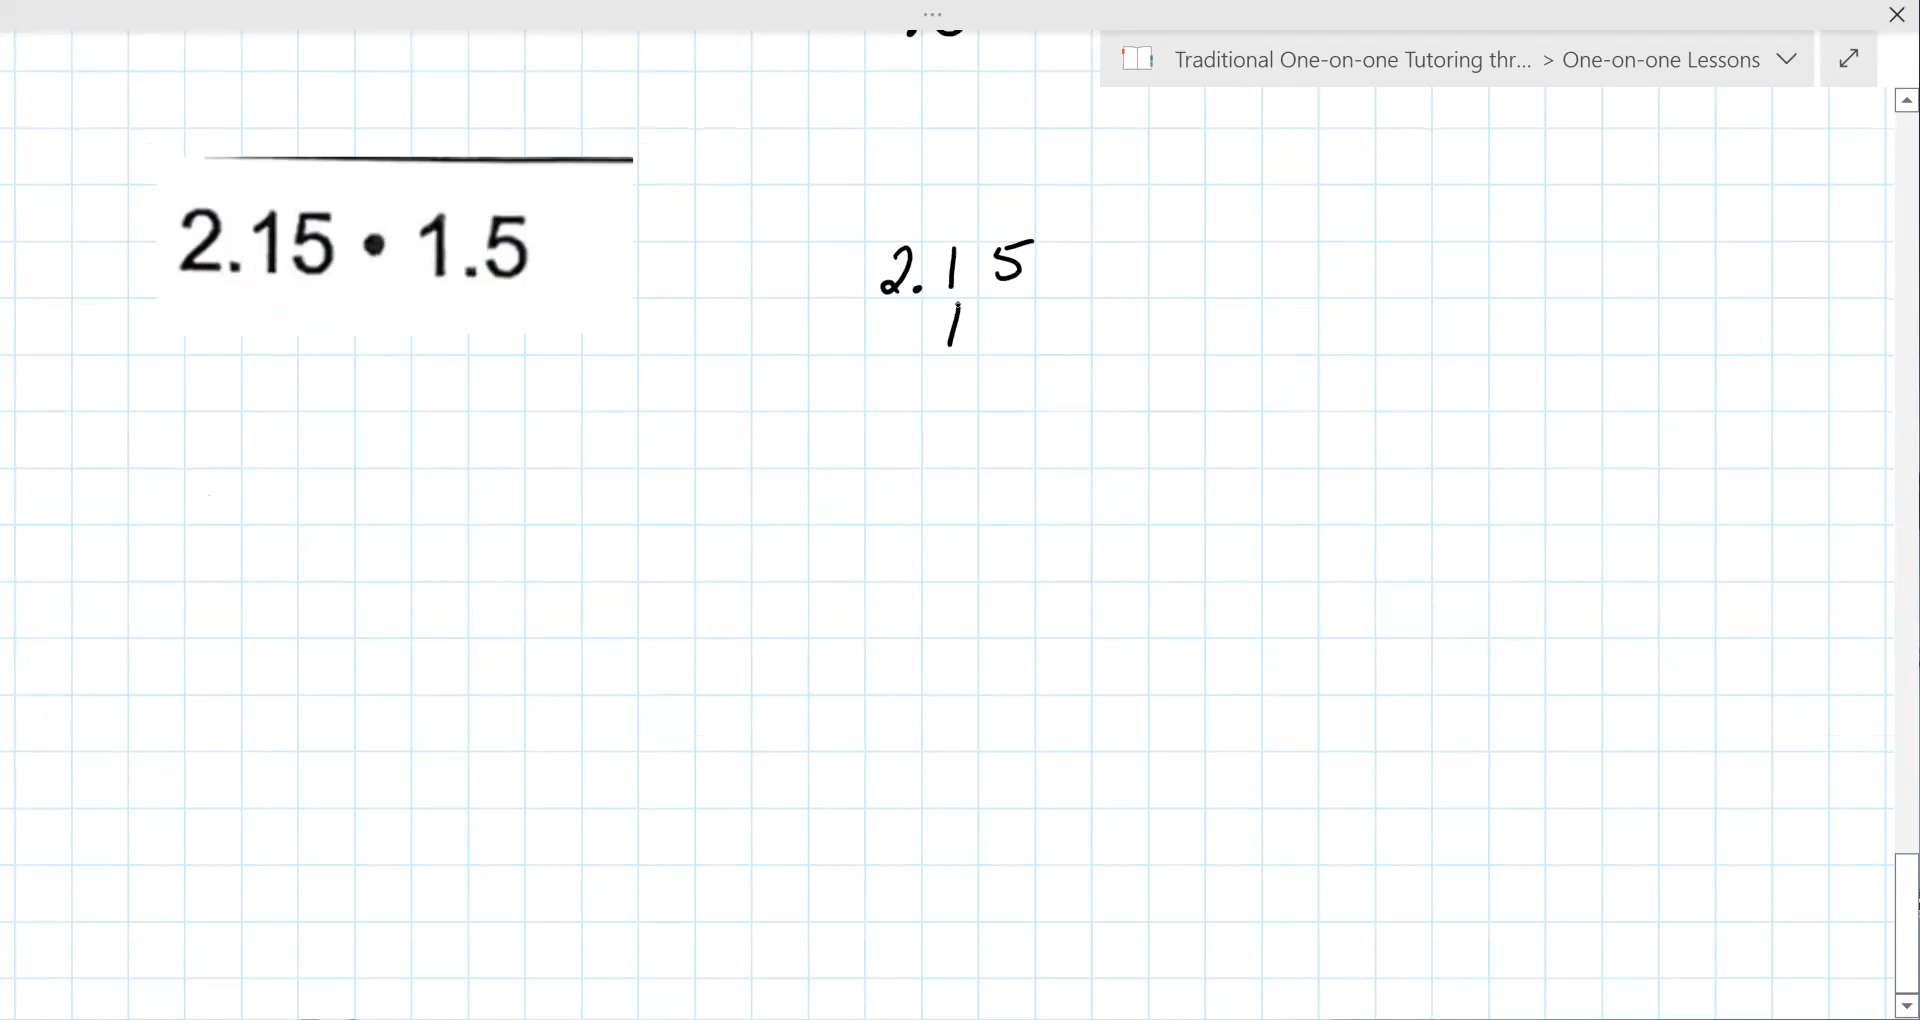 Traditional One-on-one Tutoring thr... > One-on-one Lessons
2.15 • 1.5
2.15
1